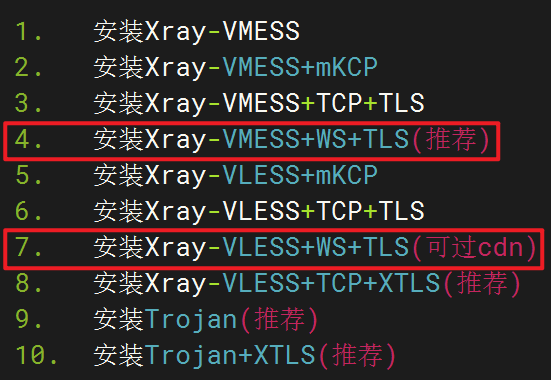 1. 安装Xray-VMESS
2. 安装Xray-VMESS+mKCP
3. 安装Xray-VMESS+TCP+TLS
4. 安装Xray-VMESS+WS+TLS(推荐)
5. 安装Xray-VLESS+mKCP
6. 安装Xray-VLESS+TCP+TLS
7. 安装Xray-VLESS+WS+TLS(可过cdn)
8. 安装Xray-VLESS+TCP+XTLS(推荐)
9. 安装Trojan(推荐)
10. 安装Trojan+XTLS(推荐)